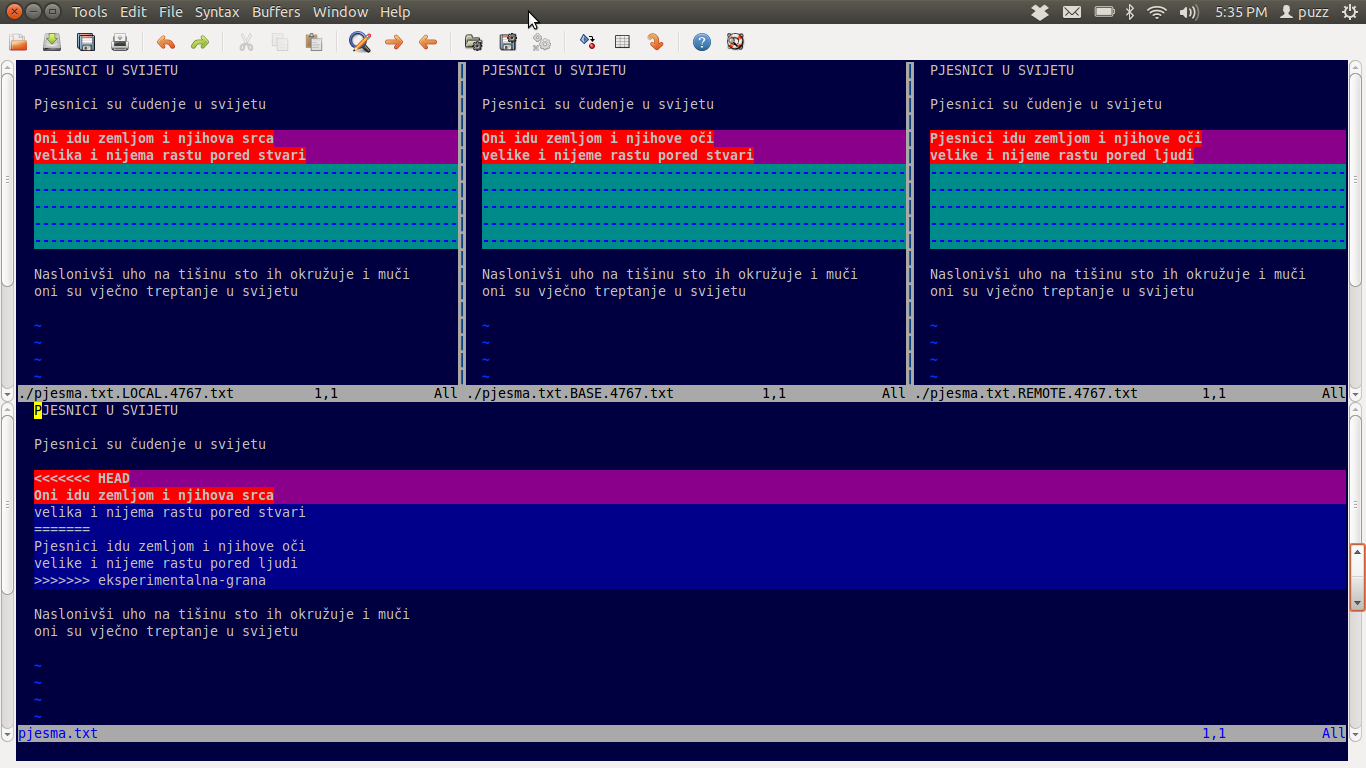 Tools Edit File Syntax Buffers Window Help 5:35 PM puzz
PJESNICI U SVIJETU
Pjesnici su čudenje u svijetu
Oni idu zemljom i njihova srca
velika i nijema rastu pored stvari
Naslonivši uho na tišinu sto ih okružuje i muči
oni su vječno treptanje u svijetu
~
~
~
~
./pjesma.txt.LOCAL.4767.txt 1,1 All
PJESNICI U SVIJETU
Pjesnici su čudenje u svijetu
Oni idu zemljom i njihove oči
velike i nijeme rastu pored stvari
Naslonivši uho na tišinu sto ih okružuje i muči
oni su vječno treptanje u svijetu
~
~
~
~
./pjesma.txt.BASE.4767.txt 1,1 All
PJESNICI U SVIJETU
Pjesnici su čudenje u svijetu
Pjesnici idu zemljom i njihove oči
velike i nijeme rastu pored ljudi
Naslonivši uho na tišinu sto ih okružuje i muči
oni su vječno treptanje u svijetu
~
~
~
~
./pjesma.txt.REMOTE.4767.txt 1,1 All
PJESNICI U SVIJETU
Pjesnici su čudenje u svijetu
<<<<<<< HEAD
Oni idu zemljom i njihova srca
velika i nijema rastu pored stvari
=======
Pjesnici idu zemljom i njihove oči
velike i nijeme rastu pored ljudi
>>>>>>> eksperimentalna-grana
Naslonivši uho na tišinu sto ih okružuje i muči
oni su vječno treptanje u svijetu
~
~
~
~
pjesma.txt 1,1 All